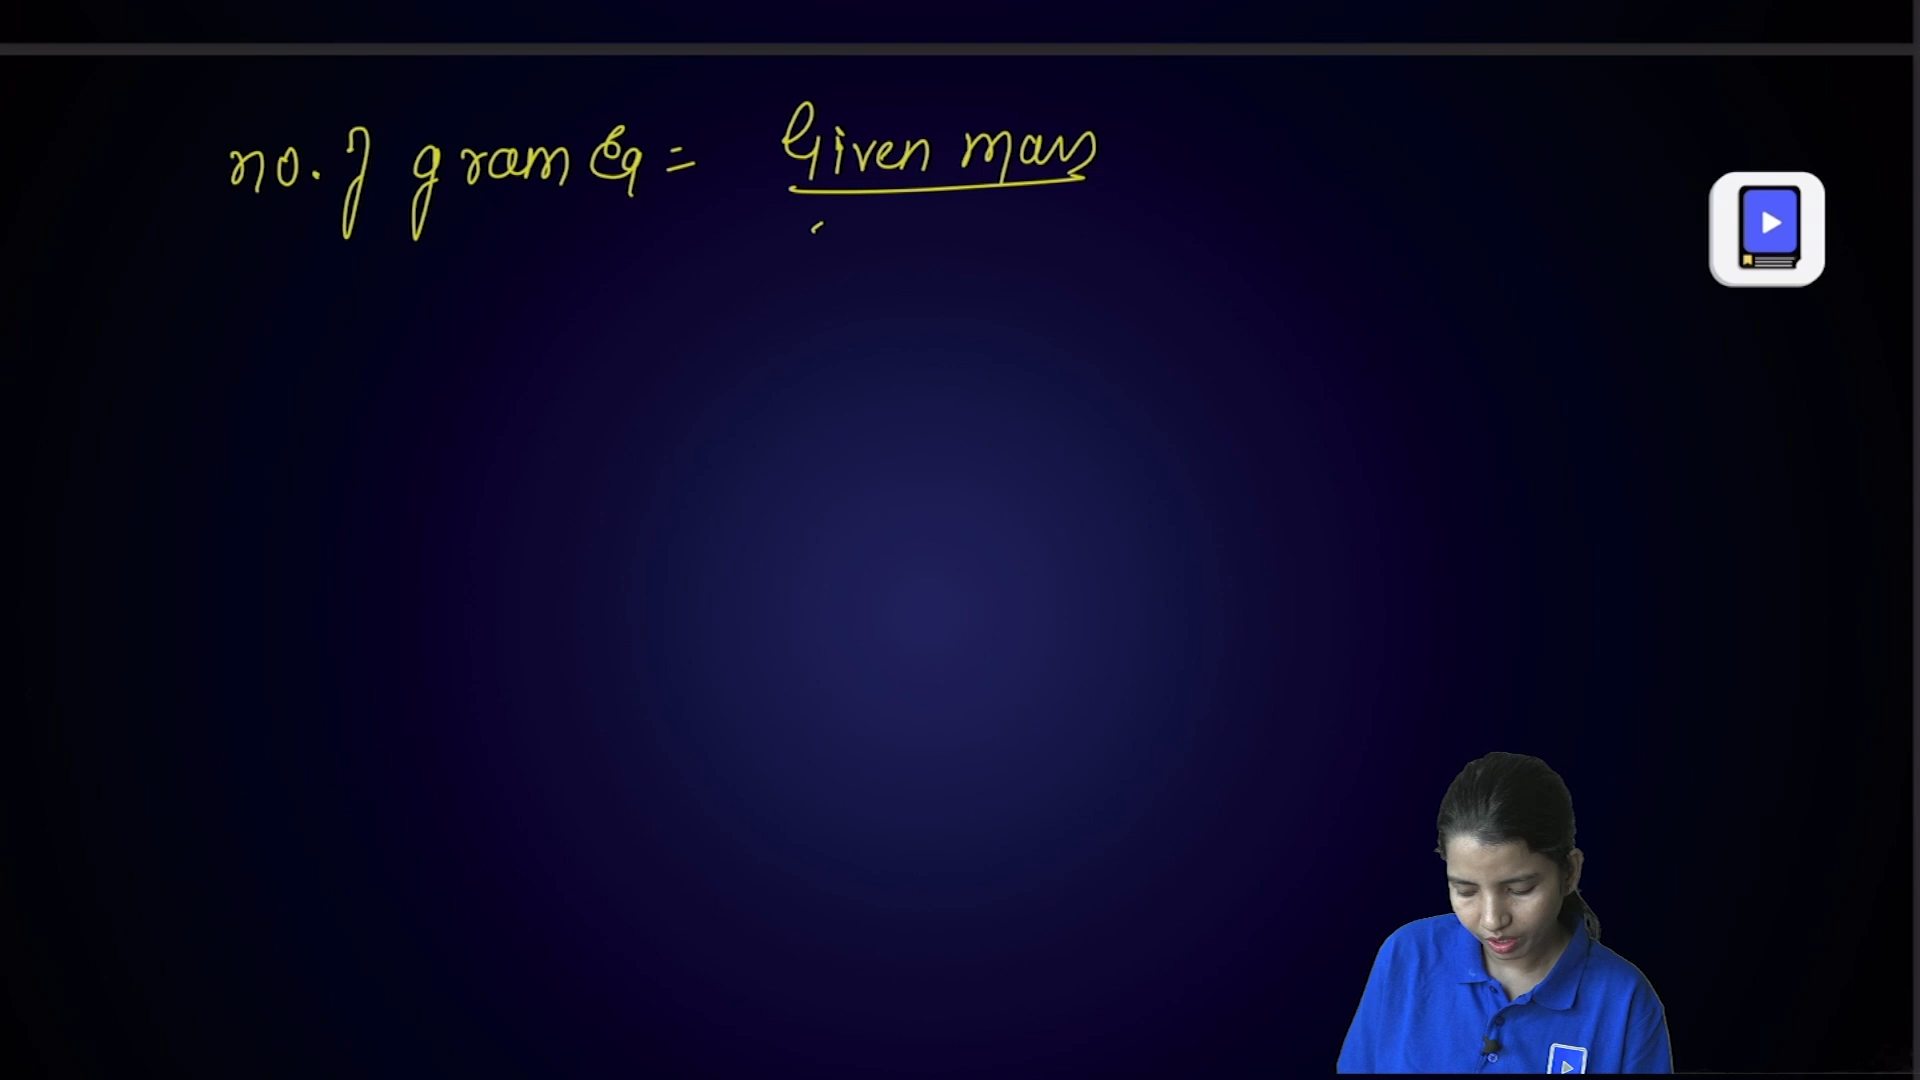 no. of gram Eq = Given mass